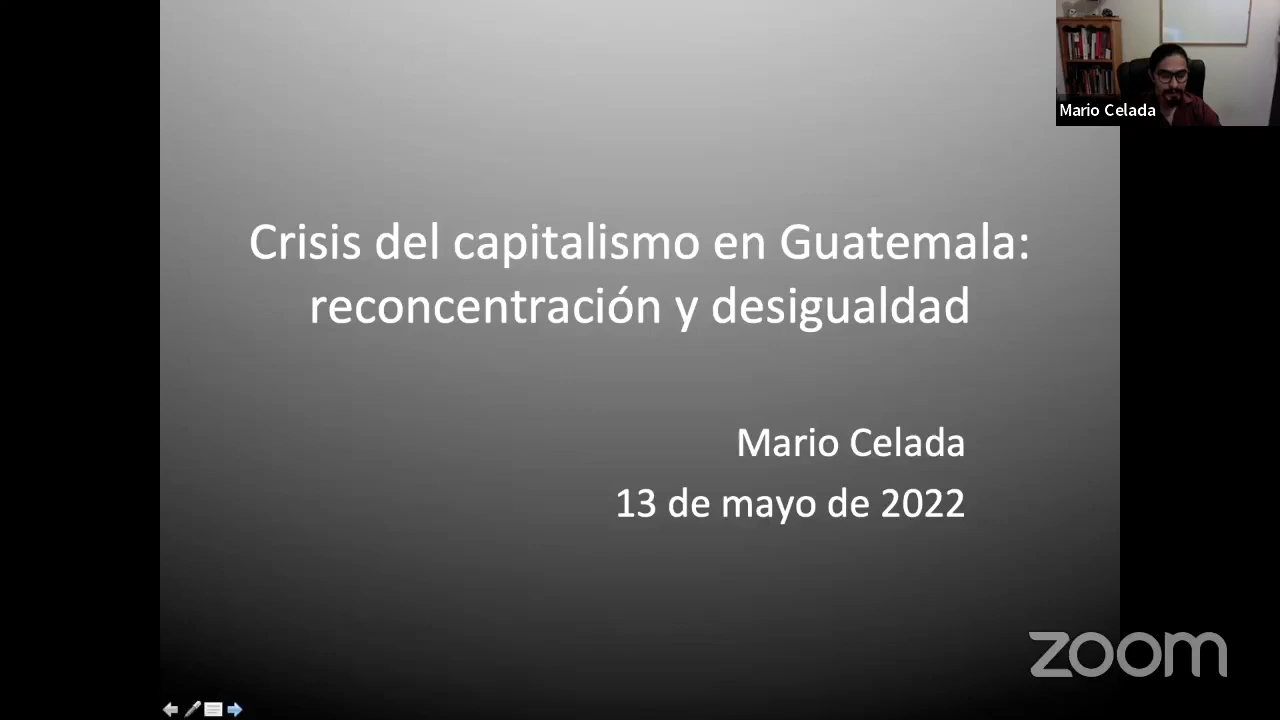 Mario Celada
Crisis del capitalismo en Guatemala:
reconcentración y desigualdad
Mario Celada
13 de mayo de 2022
zoom